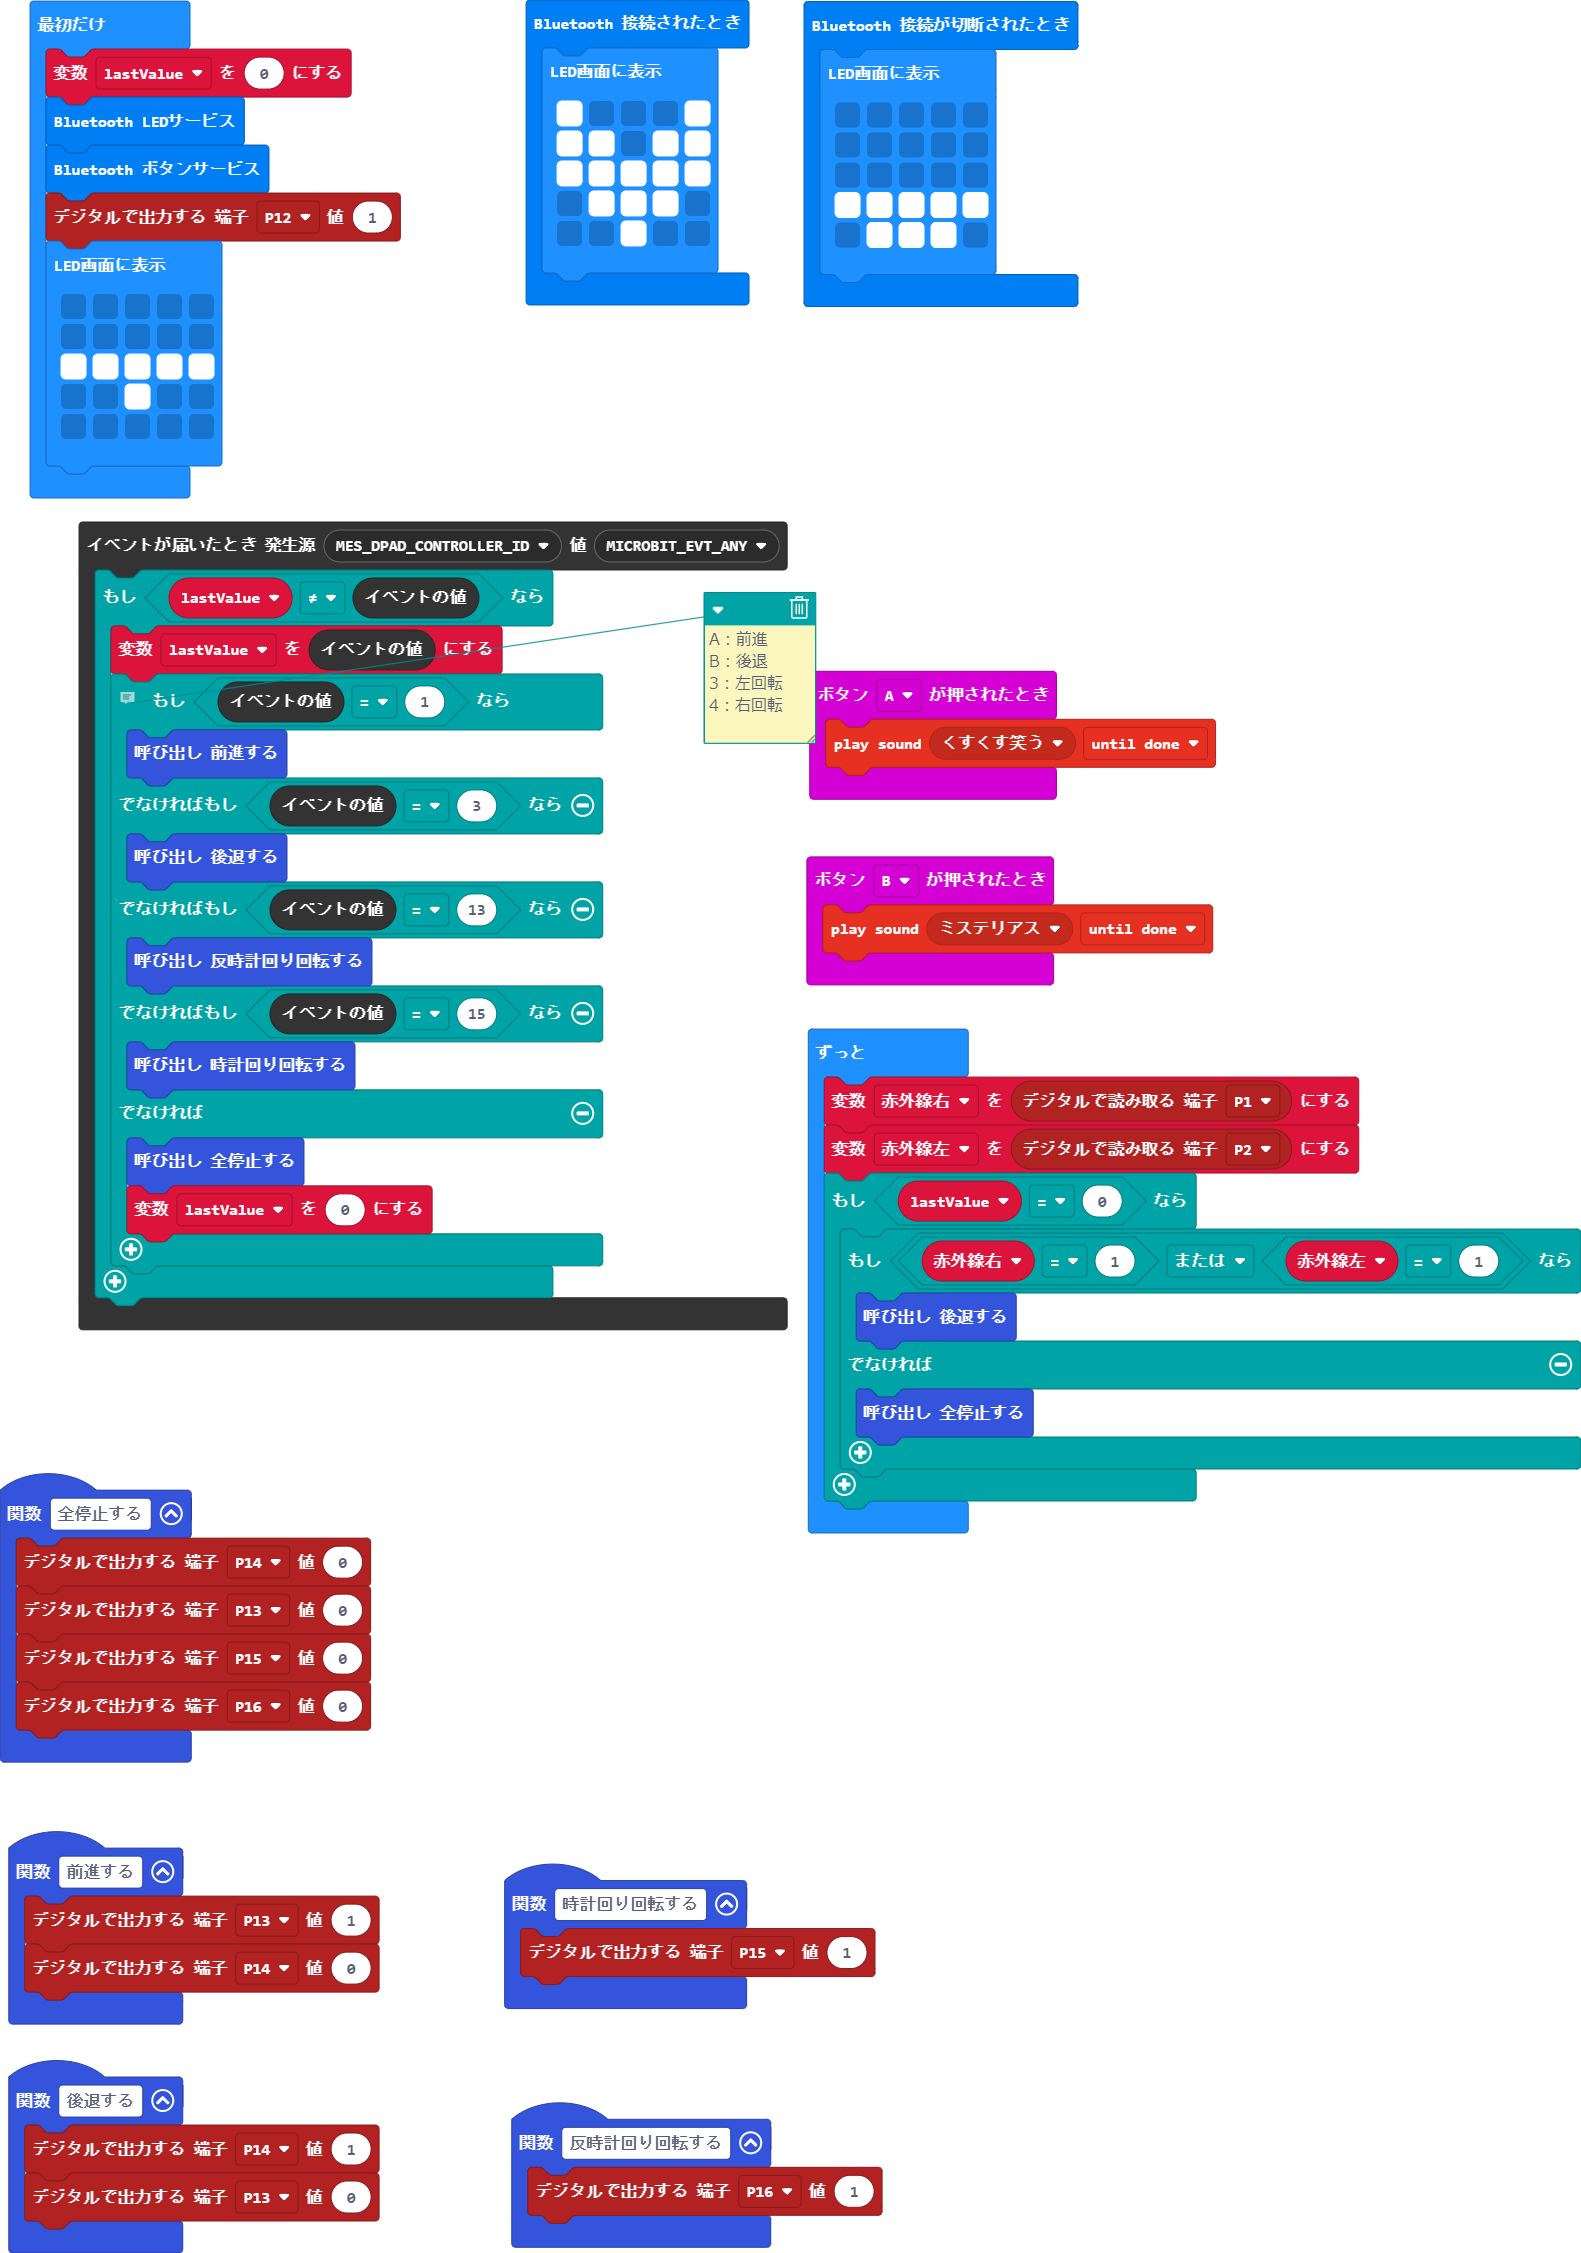 最初だけ
変数 lastValue を 0 にする
Bluetooth LEDサービス
Bluetooth ボタンサービス
デジタルで出力する 端子 P12 値 1
LED画面に表示
Bluetooth 接続されたとき
LED画面に表示
Bluetooth 接続が切断されたとき
LED画面に表示
イベントが届いたとき 発生源 MES_DPAD_CONTROLLER_ID 値 MICROBIT_EVT_ANY
もし lastValue ≠ イベントの値 なら
変数 lastValue を イベントの値 にする
もし イベントの値 = 1 なら
呼び出し 前進する
でなければもし イベントの値 = 3 なら
呼び出し 後退する
でなければもし イベントの値 = 13 なら
呼び出し 反時計回り回転する
でなければもし イベントの値 = 15 なら
呼び出し 時計回り回転する
でなければ
呼び出し 全停止する
変数 lastValue を 0 にする
A：前進
B：後退
3：左回転
4：右回転
ボタン A が押されたとき
play sound くすくす笑う until done
ボタン B が押されたとき
play sound ミステリアス until done
ずっと
変数 赤外線右 を デジタルで読み取る 端子 P1 にする
変数 赤外線左 を デジタルで読み取る 端子 P2 にする
もし lastValue = 0 なら
もし 赤外線右 = 1 または 赤外線左 = 1 なら
呼び出し 後退する
でなければ
呼び出し 全停止する
関数 全停止する
デジタルで出力する 端子 P14 値 0
デジタルで出力する 端子 P13 値 0
デジタルで出力する 端子 P15 値 0
デジタルで出力する 端子 P16 値 0
関数 前進する
デジタルで出力する 端子 P13 値 1
デジタルで出力する 端子 P14 値 0
関数 時計回り回転する
デジタルで出力する 端子 P15 値 1
関数 後退する
デジタルで出力する 端子 P14 値 1
デジタルで出力する 端子 P13 値 0
関数 反時計回り回転する
デジタルで出力する 端子 P16 値 1